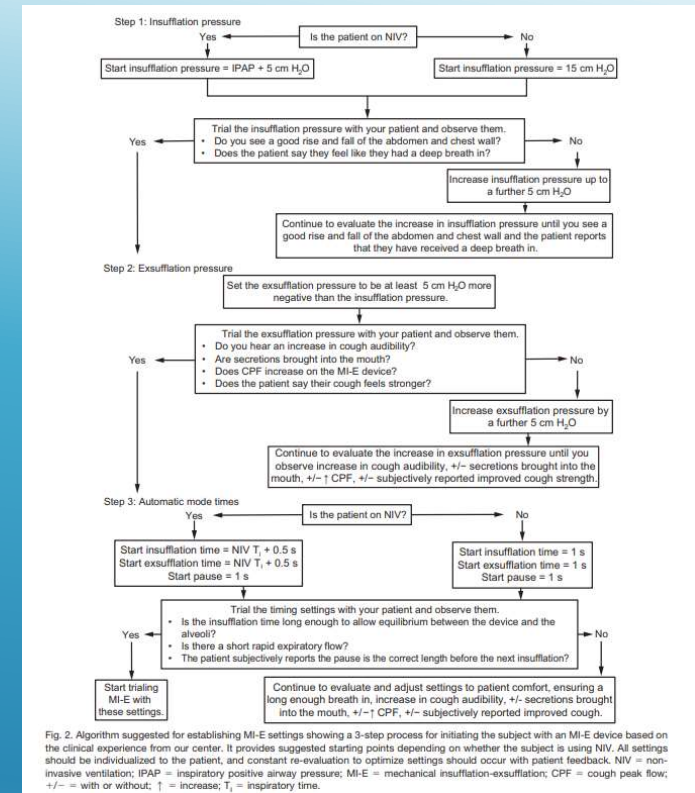 Step 1: Insufflation pressure
Is the patient on NIV?
Yes
No
Start insufflation pressure = IPAP + 5 cm H₂O
Start insufflation pressure = 15 cm H₂O
Trial the insufflation pressure with your patient and observe them.
• Do you see a good rise and fall of the abdomen and chest wall?
• Does the patient say they feel like they had a deep breath in?
Yes
No
Increase insufflation pressure up to
a further 5 cm H₂O
Continue to evaluate the increase in insufflation pressure until you see a
good rise and fall of the abdomen and chest wall and the patient reports
that they have received a deep breath in.
Step 2: Exsufflation pressure
Set the exsufflation pressure to be at least 5 cm H₂O more
negative than the insufflation pressure.
Trial the exsufflation pressure with your patient and observe them.
• Do you hear an increase in cough audibility?
• Are secretions brought into the mouth?
• Does CPF increase on the MI-E device?
• Does the patient say their cough feels stronger?
Yes
No
Increase exsufflation pressure by
a further 5 cm H₂O
Continue to evaluate the increase in exsufflation pressure until you
observe increase in cough audibility, +/− secretions brought into the
mouth, +/− ↑ CPF, +/− subjectively reported improved cough strength.
Step 3: Automatic mode times
Is the patient on NIV?
Yes
No
Start insufflation time = NIV Tᵢ + 0.5 s
Start exsufflation time = NIV Tᵢ + 0.5 s
Start pause = 1 s
Start insufflation time = 1 s
Start exsufflation time = 1 s
Start pause = 1 s
Trial the timing settings with your patient and observe them.
• Is the insufflation time long enough to allow equilibrium between the device and the
alveoli?
• Is there a short rapid expiratory flow?
• The patient subjectively reports the pause is the correct length before the next insufflation?
Yes
No
Start trialing
MI-E with
these settings.
Continue to evaluate and adjust settings to patient comfort, ensuring a
long enough breath in, increase in cough audibility, +/- secretions brought
into the mouth, +/−↑ CPF, +/− subjectively reported improved cough.
Fig. 2. Algorithm suggested for establishing MI-E settings showing a 3-step process for initiating the subject with an MI-E device based on
the clinical experience from our center. It provides suggested starting points depending on whether the subject is using NIV. All settings
should be individualized to the patient, and constant re-evaluation to optimize settings should occur with patient feedback. NIV = non-
invasive ventilation; IPAP = inspiratory positive airway pressure; MI-E = mechanical insufflation-exsufflation; CPF = cough peak flow;
+/− = with or without; ↑ = increase; Tᵢ = inspiratory time.